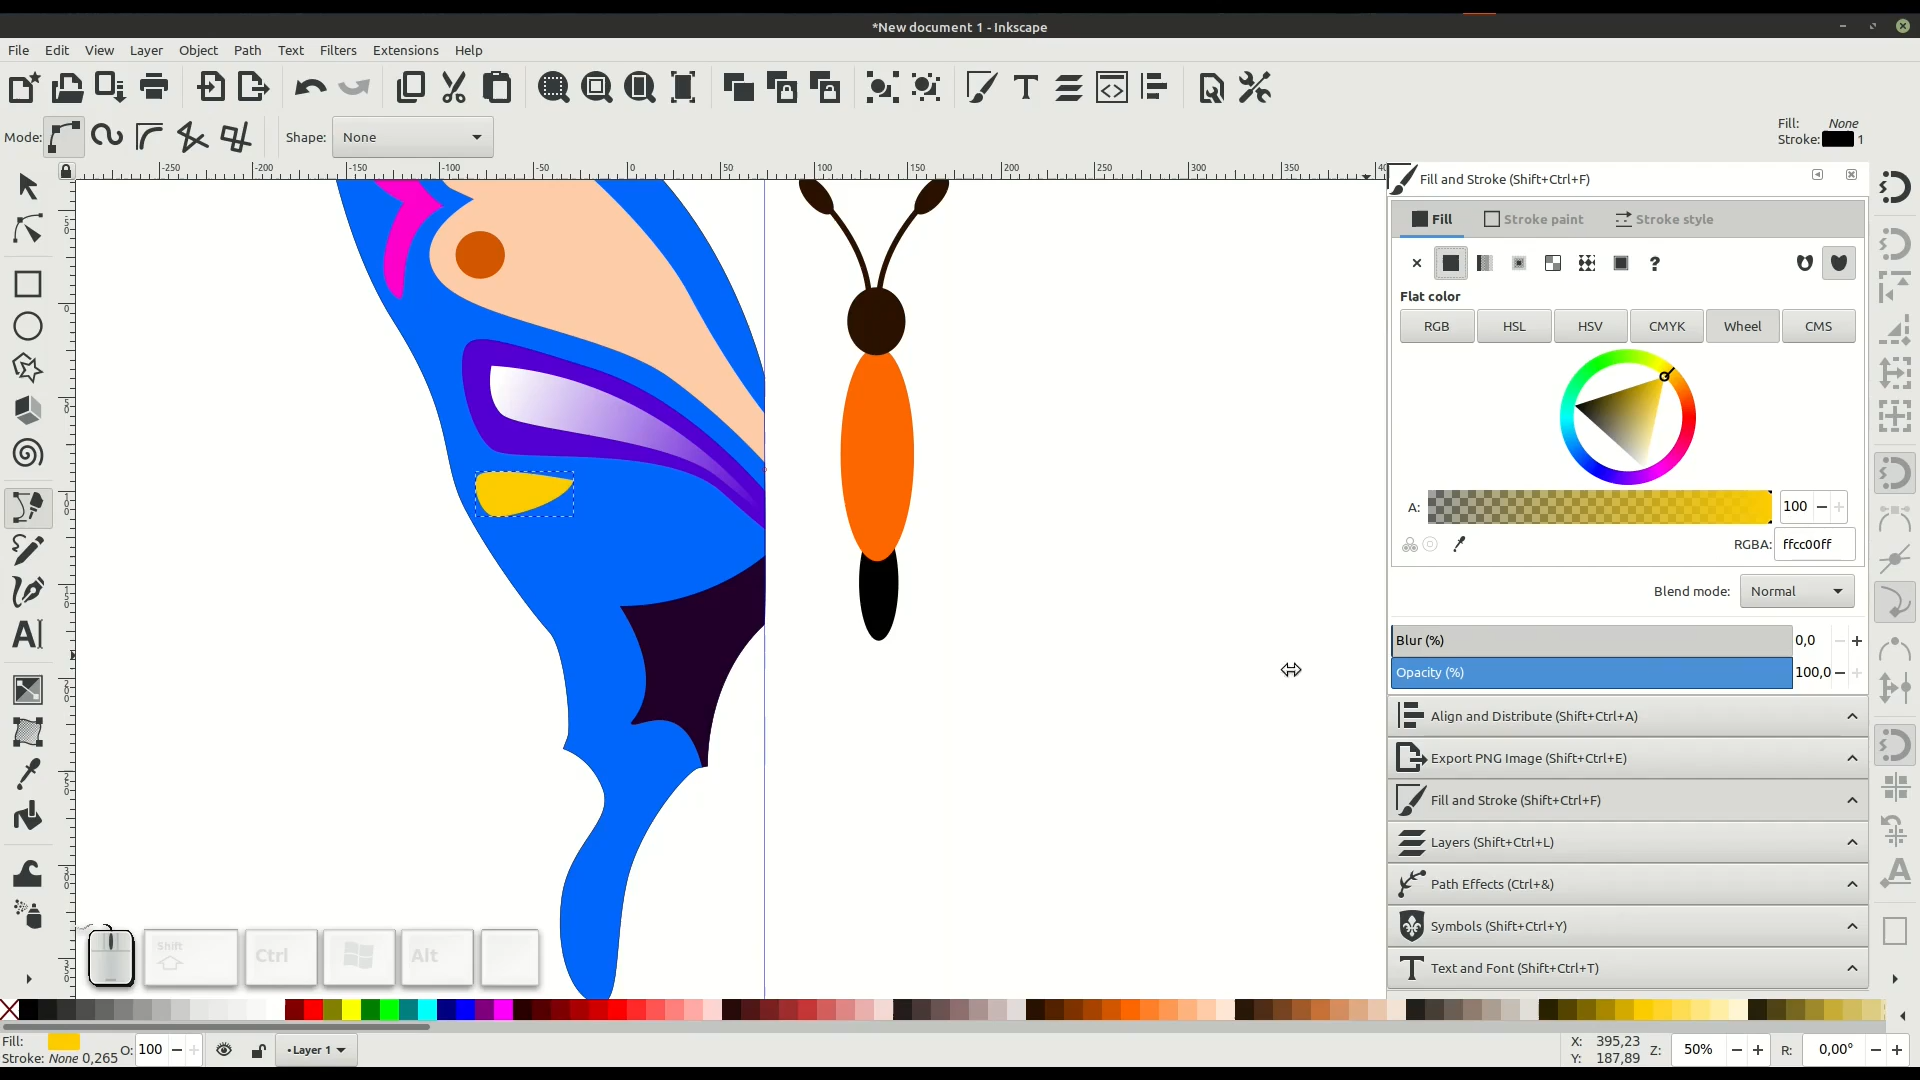 *New document 1 - Inkscape
File Edit View Layer Object Path Text Filters Extensions Help
Mode: Shape: None
Fill: None
Stroke: 1
-250 -200 -150 -100 -50 0 50 100 150 200 250 300 350
Fill and Stroke (Shift+Ctrl+F)
Fill Stroke paint Stroke style
?
Flat color
RGB HSL HSV CMYK Wheel CMS
A: 100
RGBA: ffcc00ff
Blend mode: Normal
Blur (%) 0,0
Opacity (%) 100,0
Align and Distribute (Shift+Ctrl+A)
Export PNG Image (Shift+Ctrl+E)
Fill and Stroke (Shift+Ctrl+F)
Layers (Shift+Ctrl+L)
Path Effects (Ctrl+&)
Symbols (Shift+Ctrl+Y)
Text and Font (Shift+Ctrl+T)
Shift Ctrl Alt
Fill:
Stroke: None 0,265 O: 100 •Layer 1
X: 395,23
Y: 187,89
Z: 50% R: 0,00°